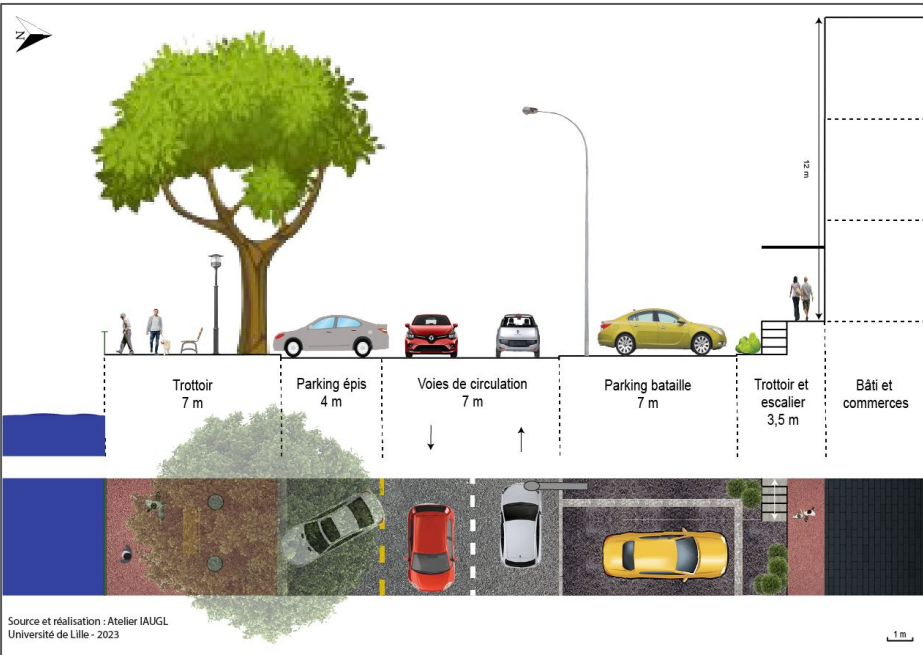 N
12 m
Trottoir
7 m
Parking épis
4 m
Voies de circulation
7 m
Parking bataille
7 m
Trottoir et
escalier
3,5 m
Bâti et
commerces
Source et réalisation : Atelier IAUGL
Université de Lille - 2023
1 m